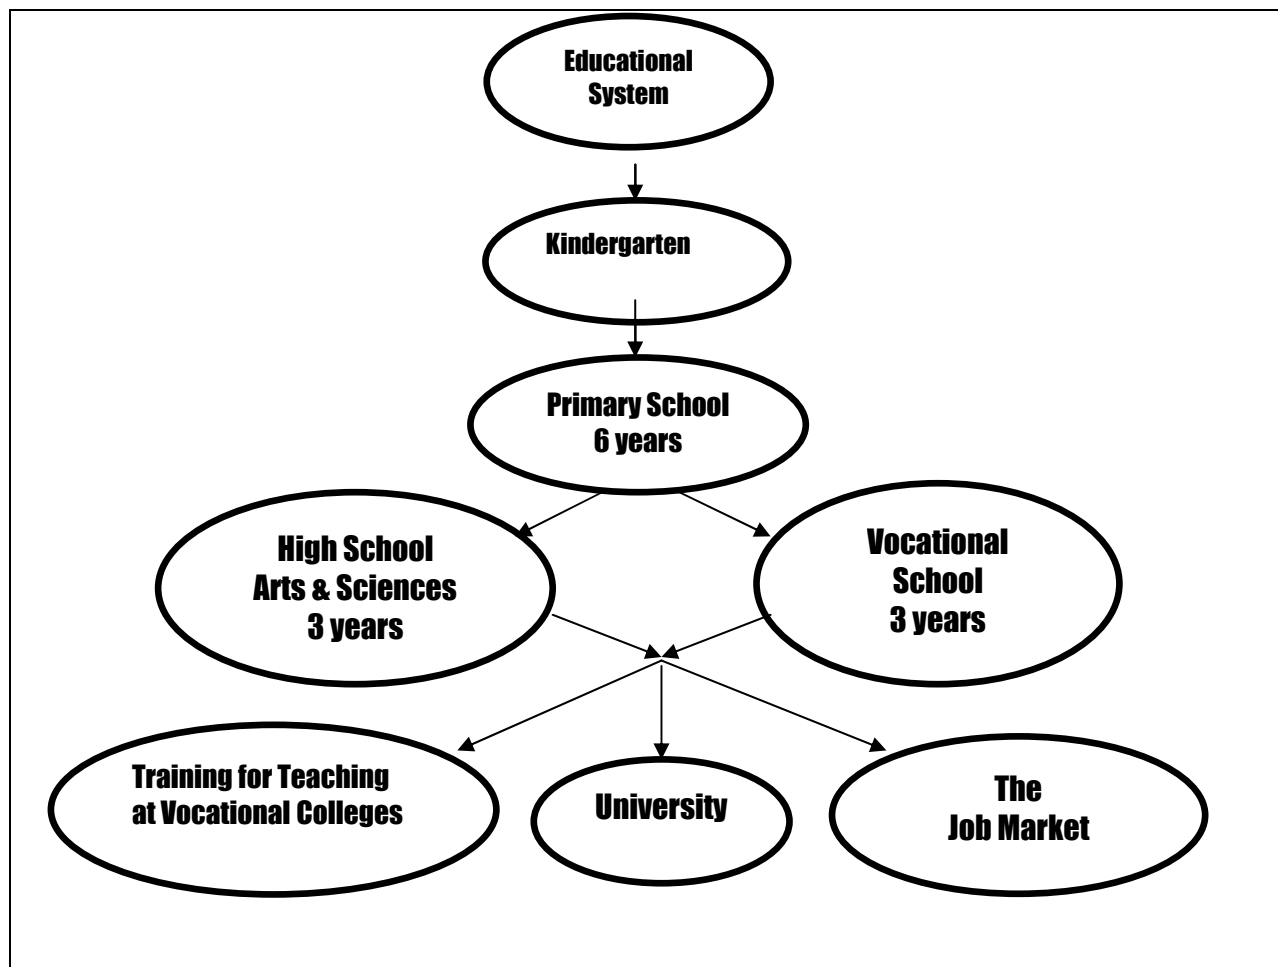 Educational
System
Kindergarten
Primary School
6 years
High School
Arts & Sciences
3 years
Vocational
School
3 years
Training for Teaching
at Vocational Colleges
University
The
Job Market